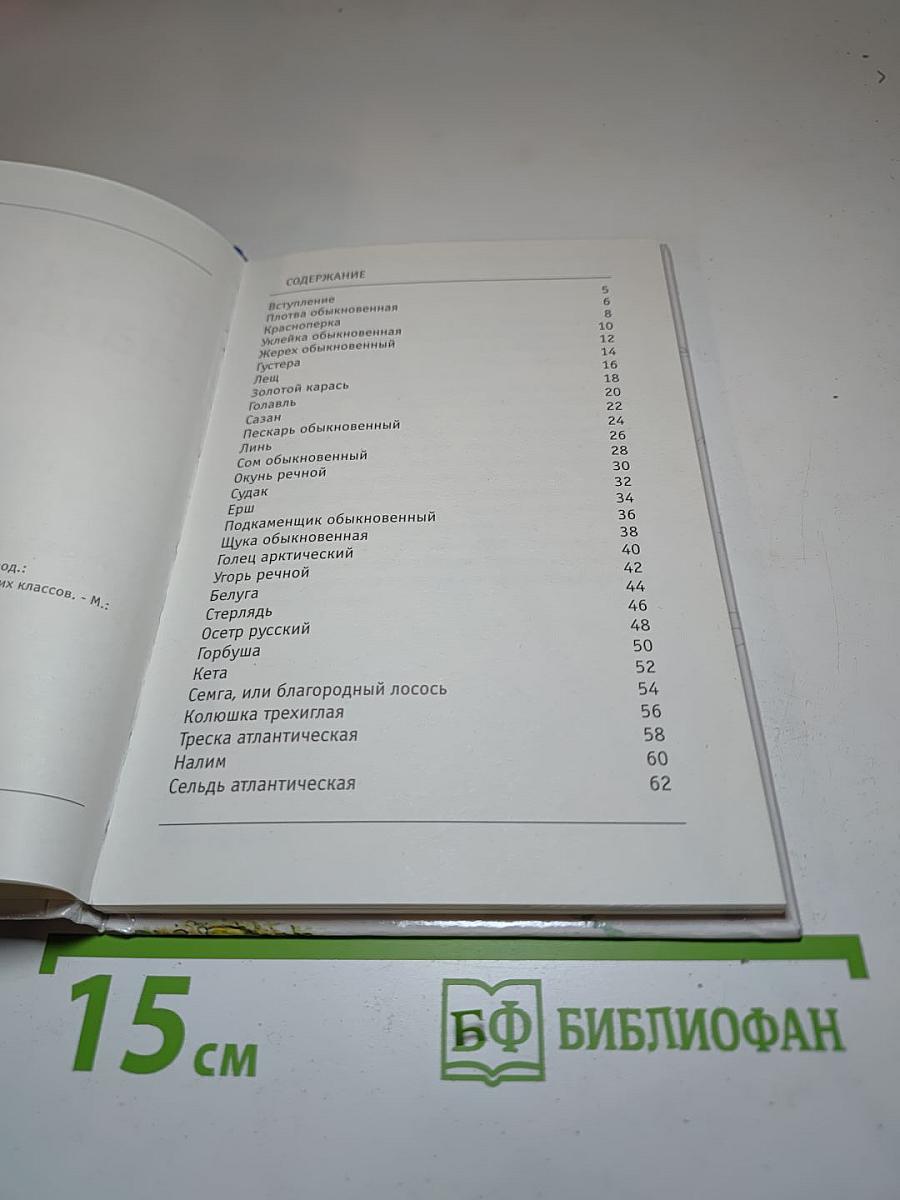 од.:
их классов. - М.:
СОДЕРЖАНИЕ
Вступление 5
Плотва обыкновенная 6
Красноперка 8
Уклейка обыкновенная 10
Жерех обыкновенный 12
Густера 14
Лещ 16
Золотой карась 18
Голавль 20
Сазан 22
Пескарь обыкновенный 24
Линь 26
Сом обыкновенный 28
Окунь речной 30
Судак 32
Ерш 34
Подкаменщик обыкновенный 36
Щука обыкновенная 38
Голец арктический 40
Угорь речной 42
Белуга 44
Стерлядь 46
Осетр русский 48
Горбуша 50
Кета 52
Семга, или благородный лосось 54
Колюшка трехиглая 56
Треска атлантическая 58
Налим 60
Сельдь атлантическая 62
15 см
БФ БИБЛИОФАН